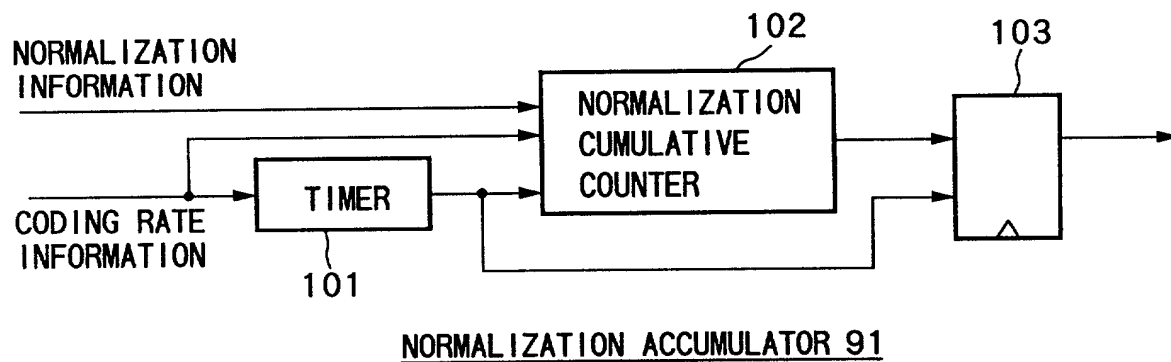 NORMALIZATION
INFORMATION
102
103
NORMALIZATION
CUMULATIVE
COUNTER
TIMER
CODING RATE
INFORMATION
101
NORMALIZATION ACCUMULATOR 91